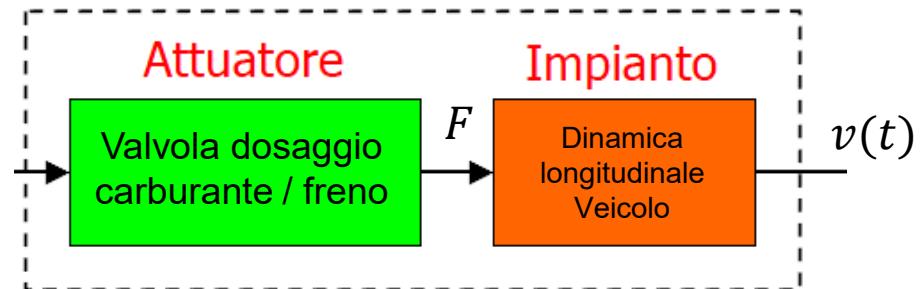 Attuatore
Impianto
Valvola dosaggio
carburante / freno
F
Dinamica
longitudinale
Veicolo
v(t)